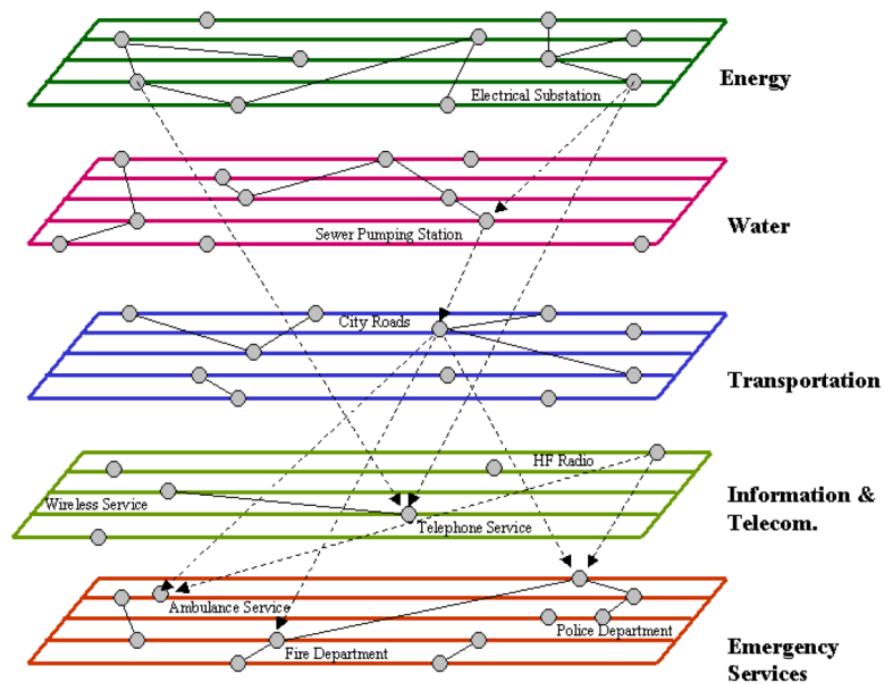 Electrical Substation
Energy
Sewer Pumping Station
Water
City Roads
Transportation
HF Radio
Wireless Service
Telephone Service
Information &
Telecom.
Ambulance Service
Police Department
Fire Department
Emergency
Services